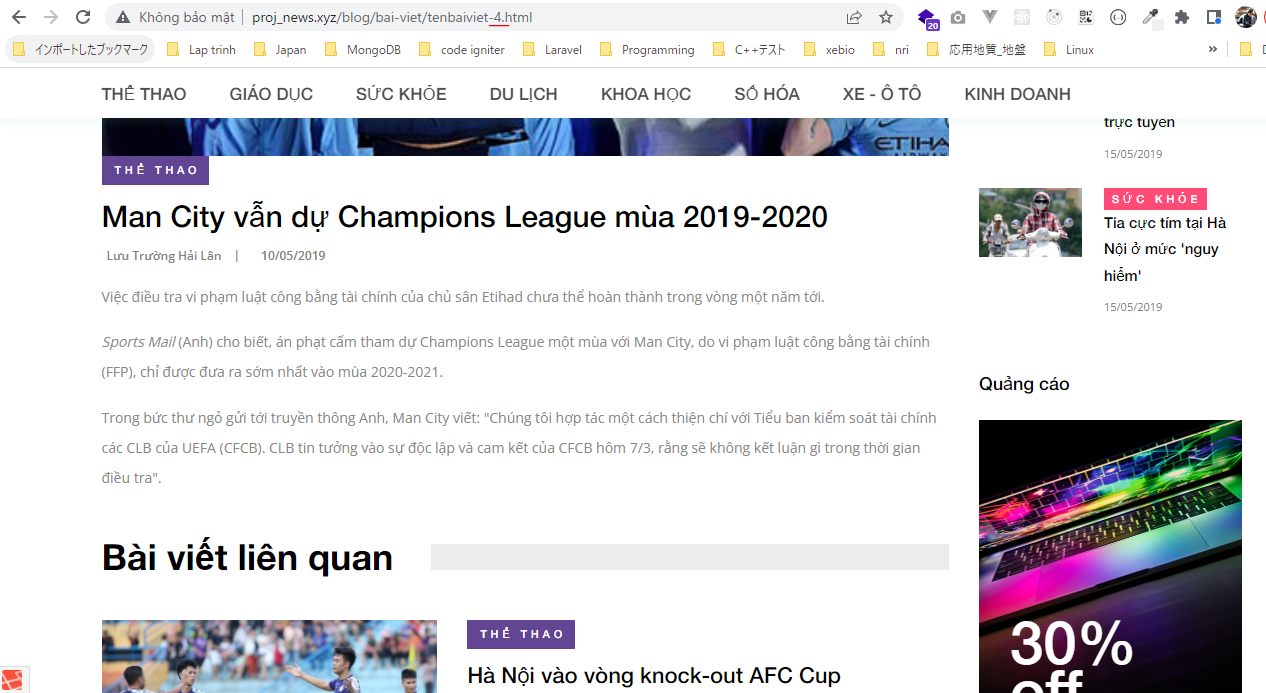 Không bảo mật
proj_news.xyz/blog/bai-viet/tenbaiviet-4.html
20
インポートしたブックマーク
Lap trinh
Japan
MongoDB
code igniter
Laravel
Programming
C++テスト
xebio
nri
応用地質_地盤
Linux
»
THỂ THAO
GIÁO DỤC
SỨC KHỎE
DU LỊCH
KHOA HỌC
SỐ HÓA
XE - Ô TÔ
KINH DOANH
ETIHA
THỂ THAO
Man City vẫn dự Champions League mùa 2019-2020
Lưu Trường Hải Lân | 10/05/2019
Việc điều tra vi phạm luật công bằng tài chính của chủ sân Etihad chưa thể hoàn thành trong vòng một năm tới.
Sports Mail (Anh) cho biết, án phạt cấm tham dự Champions League một mùa với Man City, do vi phạm luật công bằng tài chính
(FFP), chỉ được đưa ra sớm nhất vào mùa 2020-2021.
Trong bức thư ngỏ gửi tới truyền thông Anh, Man City viết: "Chúng tôi hợp tác một cách thiện chí với Tiểu ban kiểm soát tài chính
các CLB của UEFA (CFCB). CLB tin tưởng vào sự độc lập và cam kết của CFCB hôm 7/3, rằng sẽ không kết luận gì trong thời gian
điều tra".
Bài viết liên quan
THỂ THAO
Hà Nội vào vòng knock-out AFC Cup
trực tuyến
15/05/2019
SỨC KHỎE
Tia cực tím tại Hà
Nội ở mức 'nguy
hiểm'
15/05/2019
Quảng cáo
30%
off